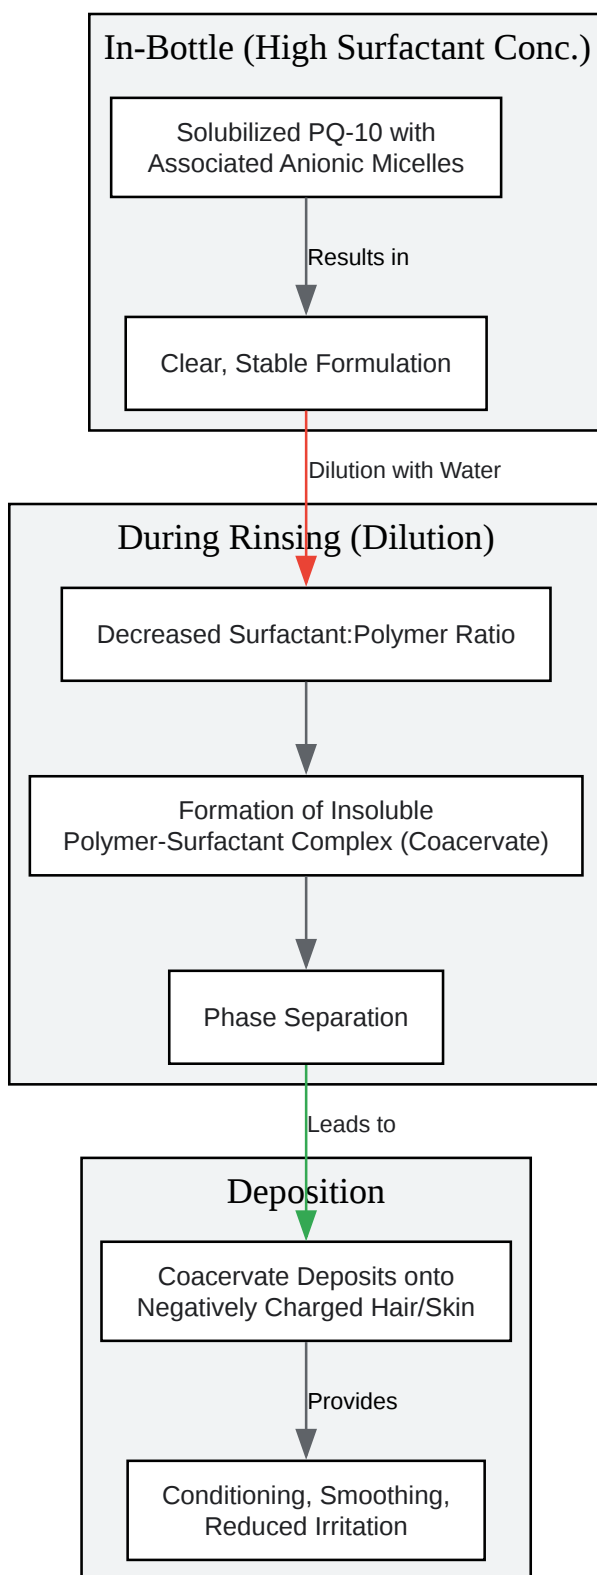 In-Bottle (High Surfactant Conc.)
Solubilized PQ-10 with
Associated Anionic Micelles
Results in
Clear, Stable Formulation
Dilution with Water
During Rinsing (Dilution)
Decreased Surfactant:Polymer Ratio
Formation of Insoluble
Polymer-Surfactant Complex (Coacervate)
Phase Separation
Leads to
Deposition
Coacervate Deposits onto
Negatively Charged Hair/Skin
Provides
Conditioning, Smoothing,
Reduced Irritation